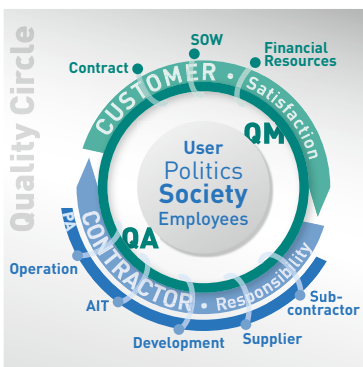 Quality Circle
SOW
Contract
Financial
Resources
CUSTOMER • Satisfaction
QM
User
Politics
Society
Employees
QA
PA
CONTRACTOR • Responsibility
Operation
AIT
Development
Supplier
Sub-
contractor